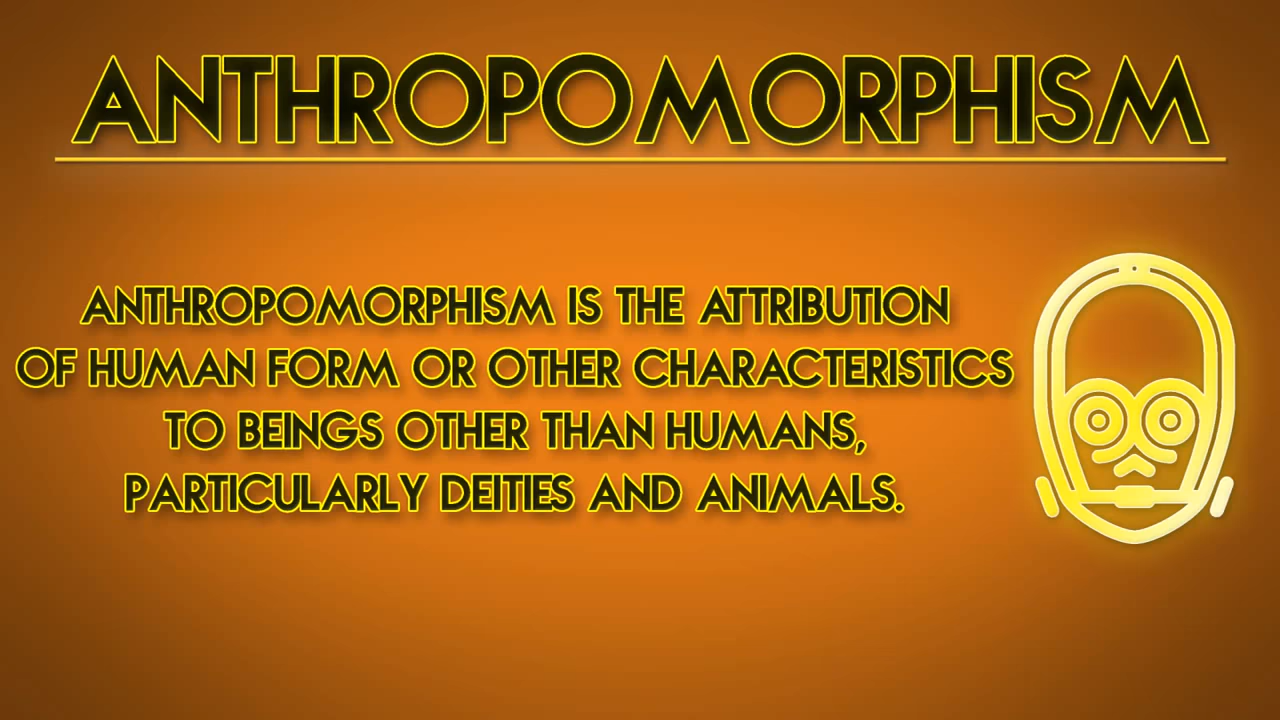 ANTHROPOMORPHISM
ANTHROPOMORPHISM IS THE ATTRIBUTION
OF HUMAN FORM OR OTHER CHARACTERISTICS
TO BEINGS OTHER THAN HUMANS,
PARTICULARLY DEITIES AND ANIMALS.